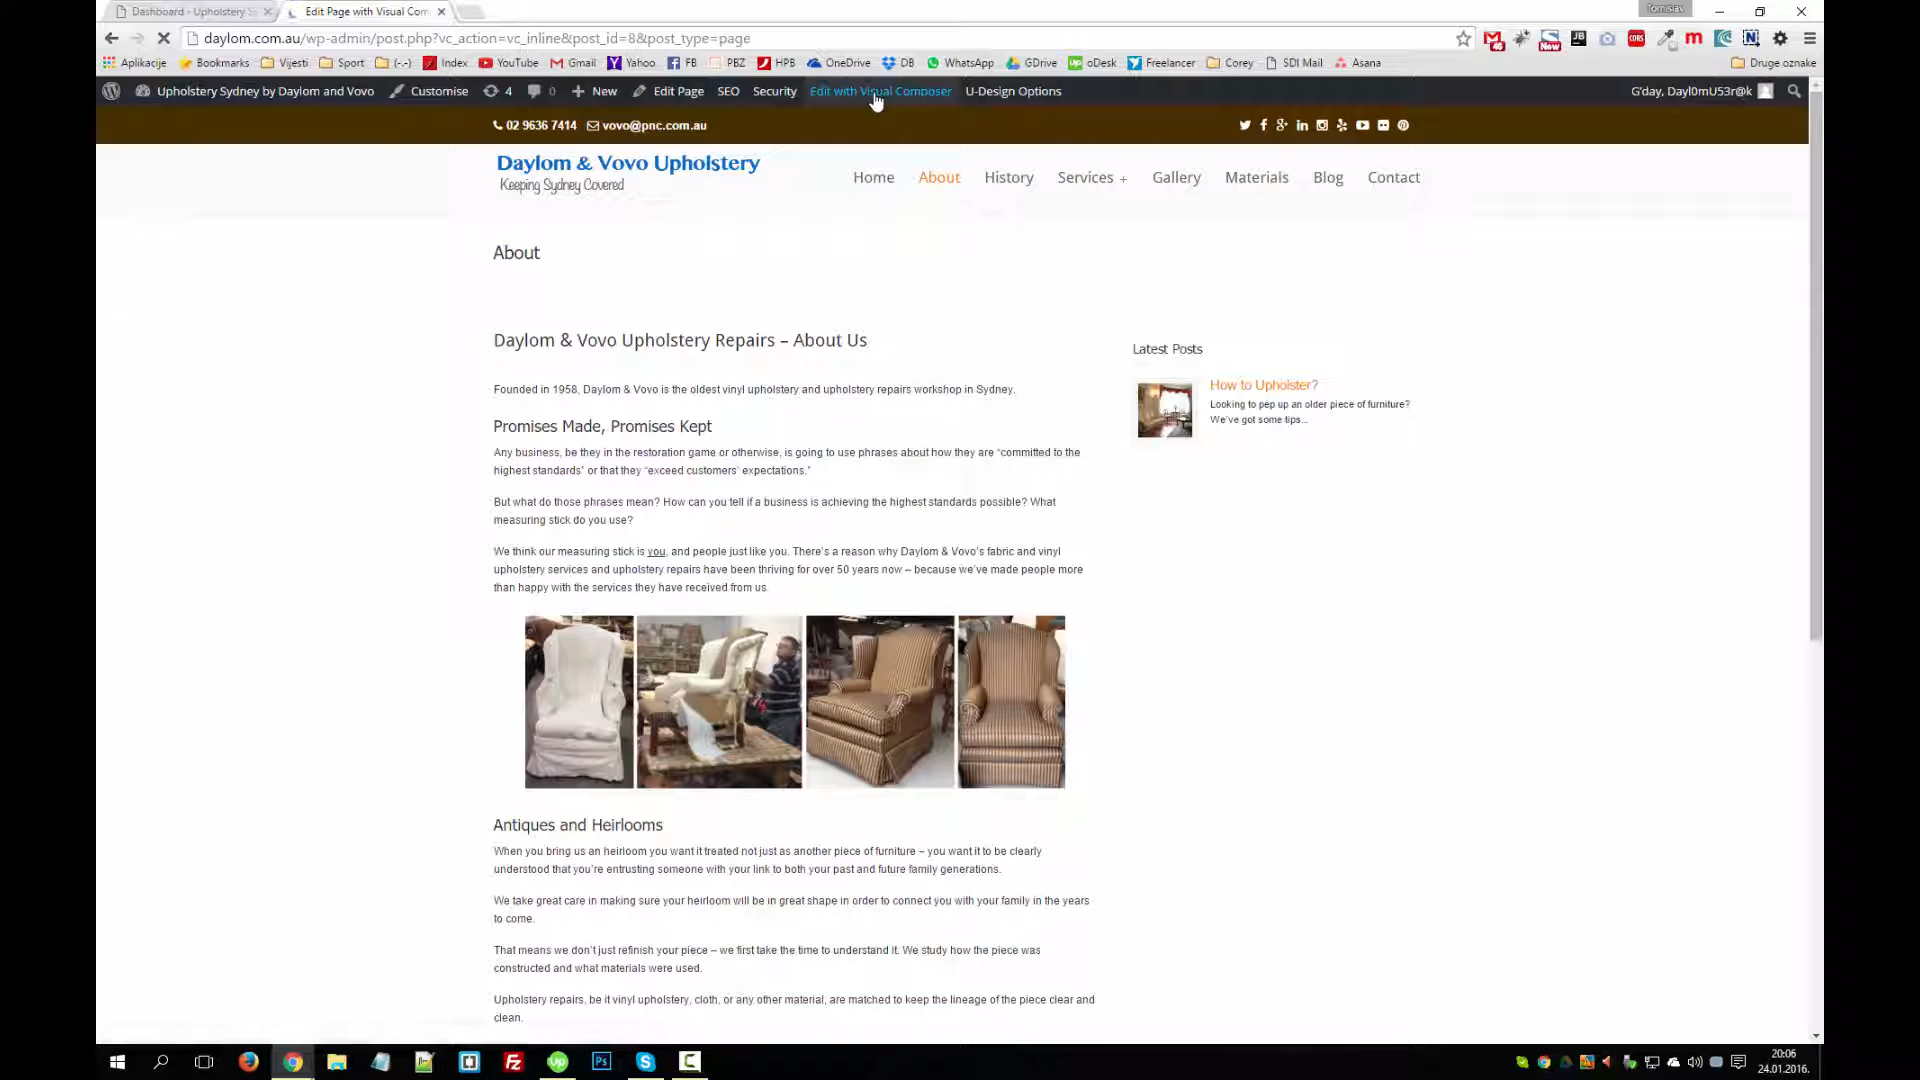 Dashboard - Upholstery S
Edit Page with Visual Com
Tomislav
daylom.com.au/wp-admin/post.php?vc_action=vc_inline&post_id=8&post_type=page
Aplikacije Bookmarks Vijesti Sport (-.-) Index YouTube Gmail Yahoo FB PBZ HPB OneDrive DB WhatsApp GDrive oDesk Freelancer Corey SDI Mail Asana Druge oznake
Upholstery Sydney by Daylom and Vovo Customise 4 0 New Edit Page SEO Security Edit with Visual Composer U-Design Options G'day, Dayl0mU53r@k
02 9636 7414 vovo@pnc.com.au
Daylom & Vovo Upholstery
Keeping Sydney Covered
Home About History Services + Gallery Materials Blog Contact
About
Daylom & Vovo Upholstery Repairs – About Us
Founded in 1958, Daylom & Vovo is the oldest vinyl upholstery and upholstery repairs workshop in Sydney.
Promises Made, Promises Kept
Any business, be they in the restoration game or otherwise, is going to use phrases about how they are “committed to the
highest standards” or that they “exceed customers’ expectations.”
But what do those phrases mean? How can you tell if a business is achieving the highest standards possible? What
measuring stick do you use?
We think our measuring stick is you, and people just like you. There’s a reason why Daylom & Vovo’s fabric and vinyl
upholstery services and upholstery repairs have been thriving for over 50 years now – because we’ve made people more
than happy with the services they have received from us.
Antiques and Heirlooms
When you bring us an heirloom you want it treated not just as another piece of furniture – you want it to be clearly
understood that you’re entrusting someone with your link to both your past and future family generations.
We take great care in making sure your heirloom will be in great shape in order to connect you with your family in the years
to come.
That means we don’t just refinish your piece – we first take the time to understand it. We study how the piece was
constructed and what materials were used.
Upholstery repairs, be it vinyl upholstery, cloth, or any other material, are matched to keep the lineage of the piece clear and
clean.
Latest Posts
How to Upholster?
Looking to pep up an older piece of furniture?
We’ve got some tips...
20:06
24.01.2016.